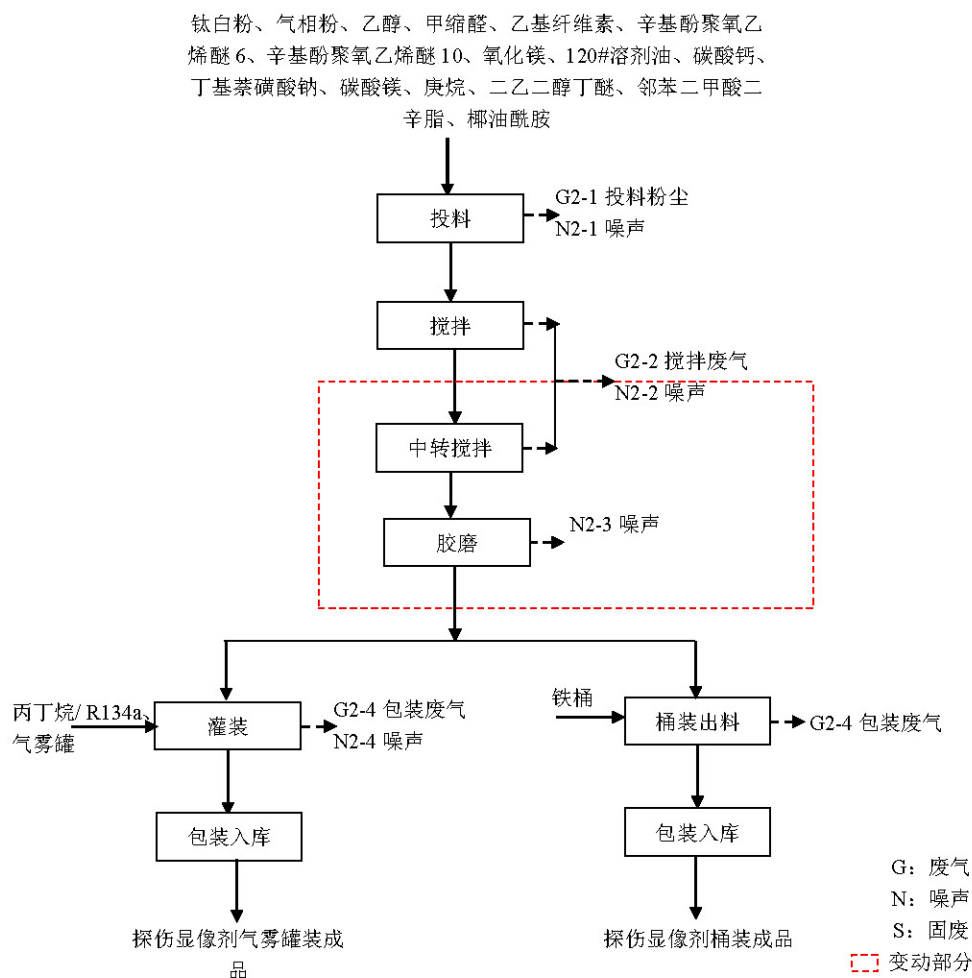 钛白粉、气相粉、乙醇、甲缩醛、乙基纤维素、辛基酚聚氧乙
烯醚 6、辛基酚聚氧乙烯醚 10、氧化镁、120#溶剂油、碳酸钙、
丁基萘磺酸钠、碳酸镁、庚烷、二乙二醇丁醚、邻苯二甲酸二
辛脂、椰油酰胺
G2-1 投料粉尘
投料
N2-1 噪声
搅拌
G2-2 搅拌废气
N2-2 噪声
中转搅拌
N2-3 噪声
胶磨
丙丁烷/ R134a、
气雾罐
灌装
G2-4 包装废气
N2-4 噪声
铁桶
桶装出料
G2-4 包装废气
包装入库
包装入库
探伤显像剂气雾罐装成
品
探伤显像剂桶装成品
G：废气
N：噪声
S：固废
变动部分